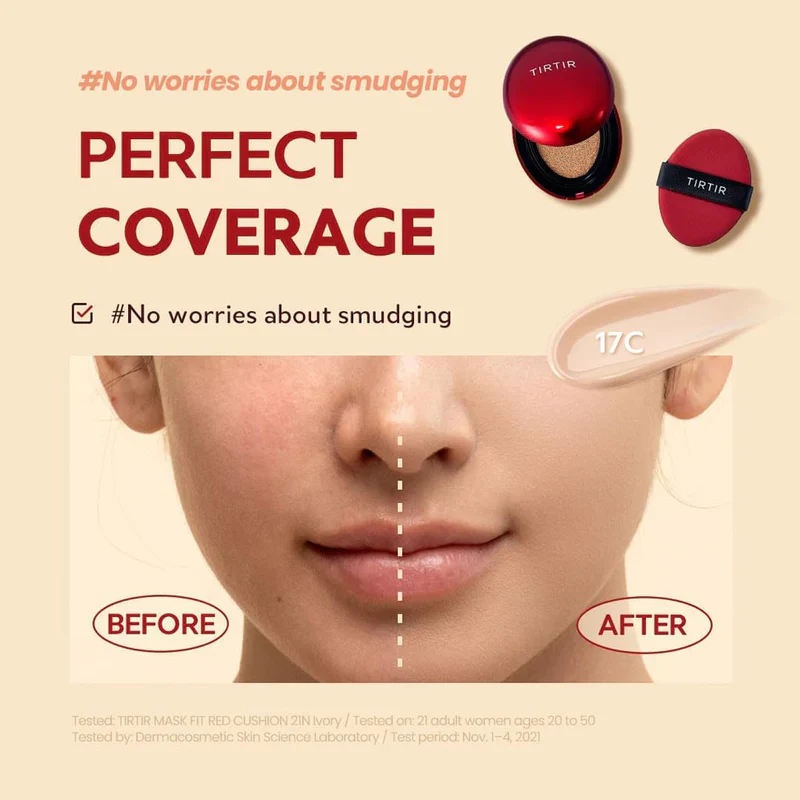 #No worries about smudging
TIRTIR
PERFECT
COVERAGE
TIRTIR
#No worries about smudging
17C
BEFORE
AFTER
Tested: TIRTIR MASK FIT RED CUSHION 21N Ivory / Tested on: 21 adult women ages 20 to 50
Tested by: Dermacosmetic Skin Science Laboratory / Test period: Nov. 1–4, 2021